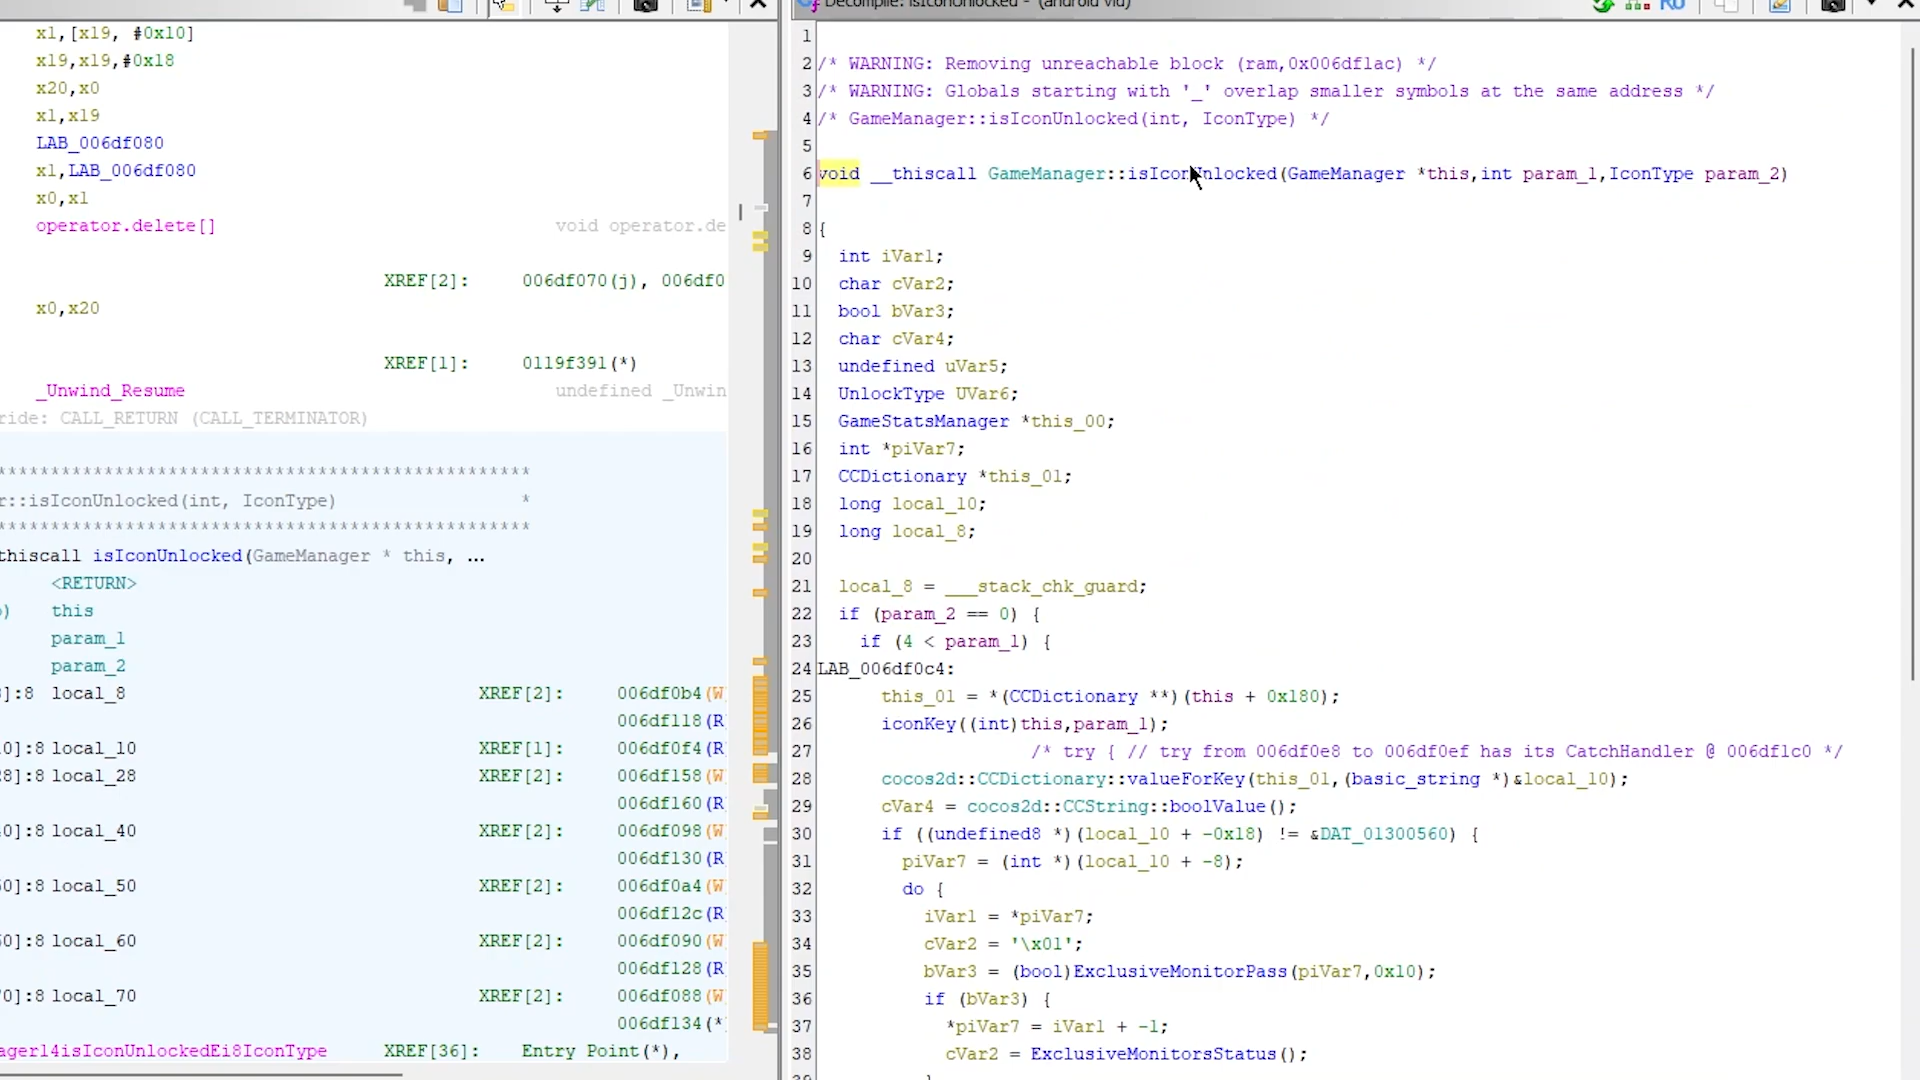 x1,[x19, #0x10]
x19,x19,#0x18
x20,x0
x1,x19
LAB_006df080
x1,LAB_006df080
x0,x1
operator.delete[] void operator.de
XREF[2]: 006df070(j), 006df0
x0,x20
XREF[1]: 0119f391(*)
_Unwind_Resume undefined _Unwin
ride: CALL_RETURN (CALL_TERMINATOR)
*************************************************
r::isIconUnlocked(int, IconType) *
*************************************************
thiscall isIconUnlocked(GameManager * this, ...
<RETURN>
) this
param_1
param_2
]:8 local_8 XREF[2]: 006df0b4(W
006df118(R
0]:8 local_10 XREF[1]: 006df0f4(R
28]:8 local_28 XREF[2]: 006df158(W
006df160(R
40]:8 local_40 XREF[2]: 006df098(W
006df130(R
50]:8 local_50 XREF[2]: 006df0a4(W
006df12c(R
60]:8 local_60 XREF[2]: 006df090(W
006df128(R
70]:8 local_70 XREF[2]: 006df088(W
006df134(*
ager14isIconUnlockedEi8IconType XREF[36]: Entry Point(*),
Decompile: isIconUnlocked - (android vid)
1
2 /* WARNING: Removing unreachable block (ram,0x006df1ac) */
3 /* WARNING: Globals starting with '_' overlap smaller symbols at the same address */
4 /* GameManager::isIconUnlocked(int, IconType) */
5
6 void __thiscall GameManager::isIconUnlocked(GameManager *this,int param_1,IconType param_2)
7
8 {
9 int iVar1;
10 char cVar2;
11 bool bVar3;
12 char cVar4;
13 undefined uVar5;
14 UnlockType UVar6;
15 GameStatsManager *this_00;
16 int *piVar7;
17 CCDictionary *this_01;
18 long local_10;
19 long local_8;
20
21 local_8 = ___stack_chk_guard;
22 if (param_2 == 0) {
23 if (4 < param_1) {
24 LAB_006df0c4:
25 this_01 = *(CCDictionary **)(this + 0x180);
26 iconKey((int)this,param_1);
27 /* try { // try from 006df0e8 to 006df0ef has its CatchHandler @ 006df1c0 */
28 cocos2d::CCDictionary::valueForKey(this_01,(basic_string *)&local_10);
29 cVar4 = cocos2d::CCString::boolValue();
30 if ((undefined8 *)(local_10 + -0x18) != &DAT_01300560) {
31 piVar7 = (int *)(local_10 + -8);
32 do {
33 iVar1 = *piVar7;
34 cVar2 = '\x01';
35 bVar3 = (bool)ExclusiveMonitorPass(piVar7,0x10);
36 if (bVar3) {
37 *piVar7 = iVar1 + -1;
38 cVar2 = ExclusiveMonitorsStatus();